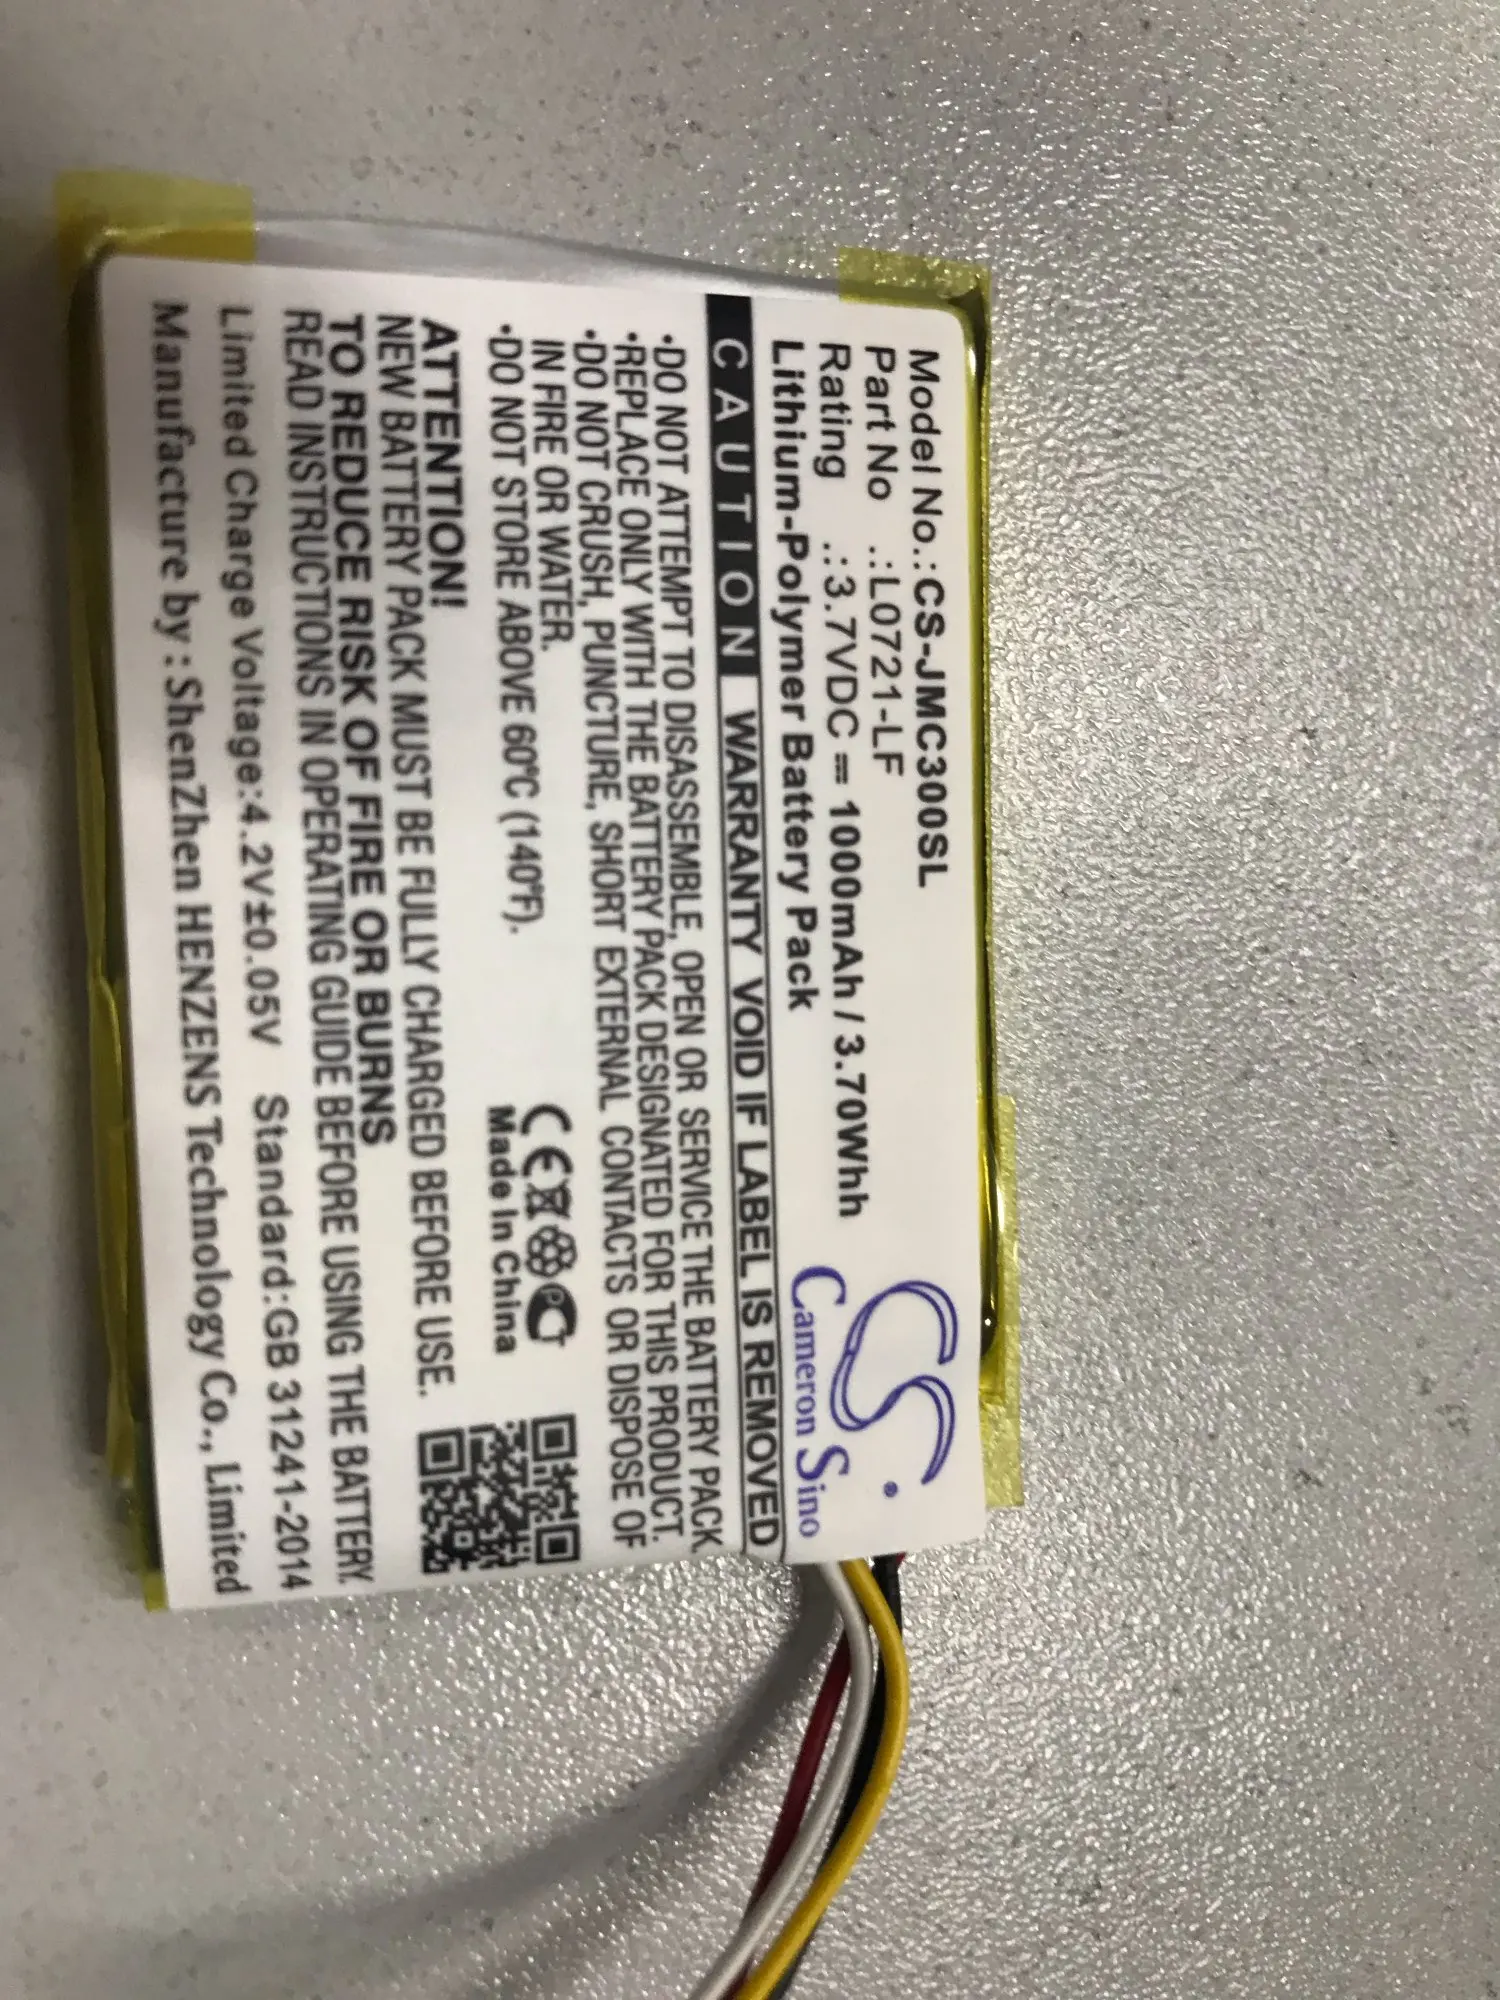 Model No.: CS-JMC300SL
Part No .: L0721-LF
Rating .: 3.7VDC = 1000mAh / 3.70Whh
Lithium-Polymer Battery Pack
CS®
Cameron Sino
CAUTION WARRANTY VOID IF LABEL IS REMOVED
•DO NOT ATTEMPT TO DISASSEMBLE, OPEN OR SERVICE THE BATTERY PACK.
•REPLACE ONLY WITH THE BATTERY PACK DESIGNATED FOR THIS PRODUCT.
•DO NOT CRUSH, PUNCTURE, SHORT EXTERNAL CONTACTS OR DISPOSE OF
IN FIRE OR WATER.
•DO NOT STORE ABOVE 60℃ (140℉).
CE PCT
Made In China
ATTENTION!
NEW BATTERY PACK MUST BE FULLY CHARGED BEFORE USE.
TO REDUCE RISK OF FIRE OR BURNS
READ INSTRUCTIONS IN OPERATING GUIDE BEFORE USING THE BATTERY.
Limited Charge Voltage:4.2V±0.05V Standard:GB 31241-2014
Manufacture by : ShenZhen HENZENS Technology Co., Limited